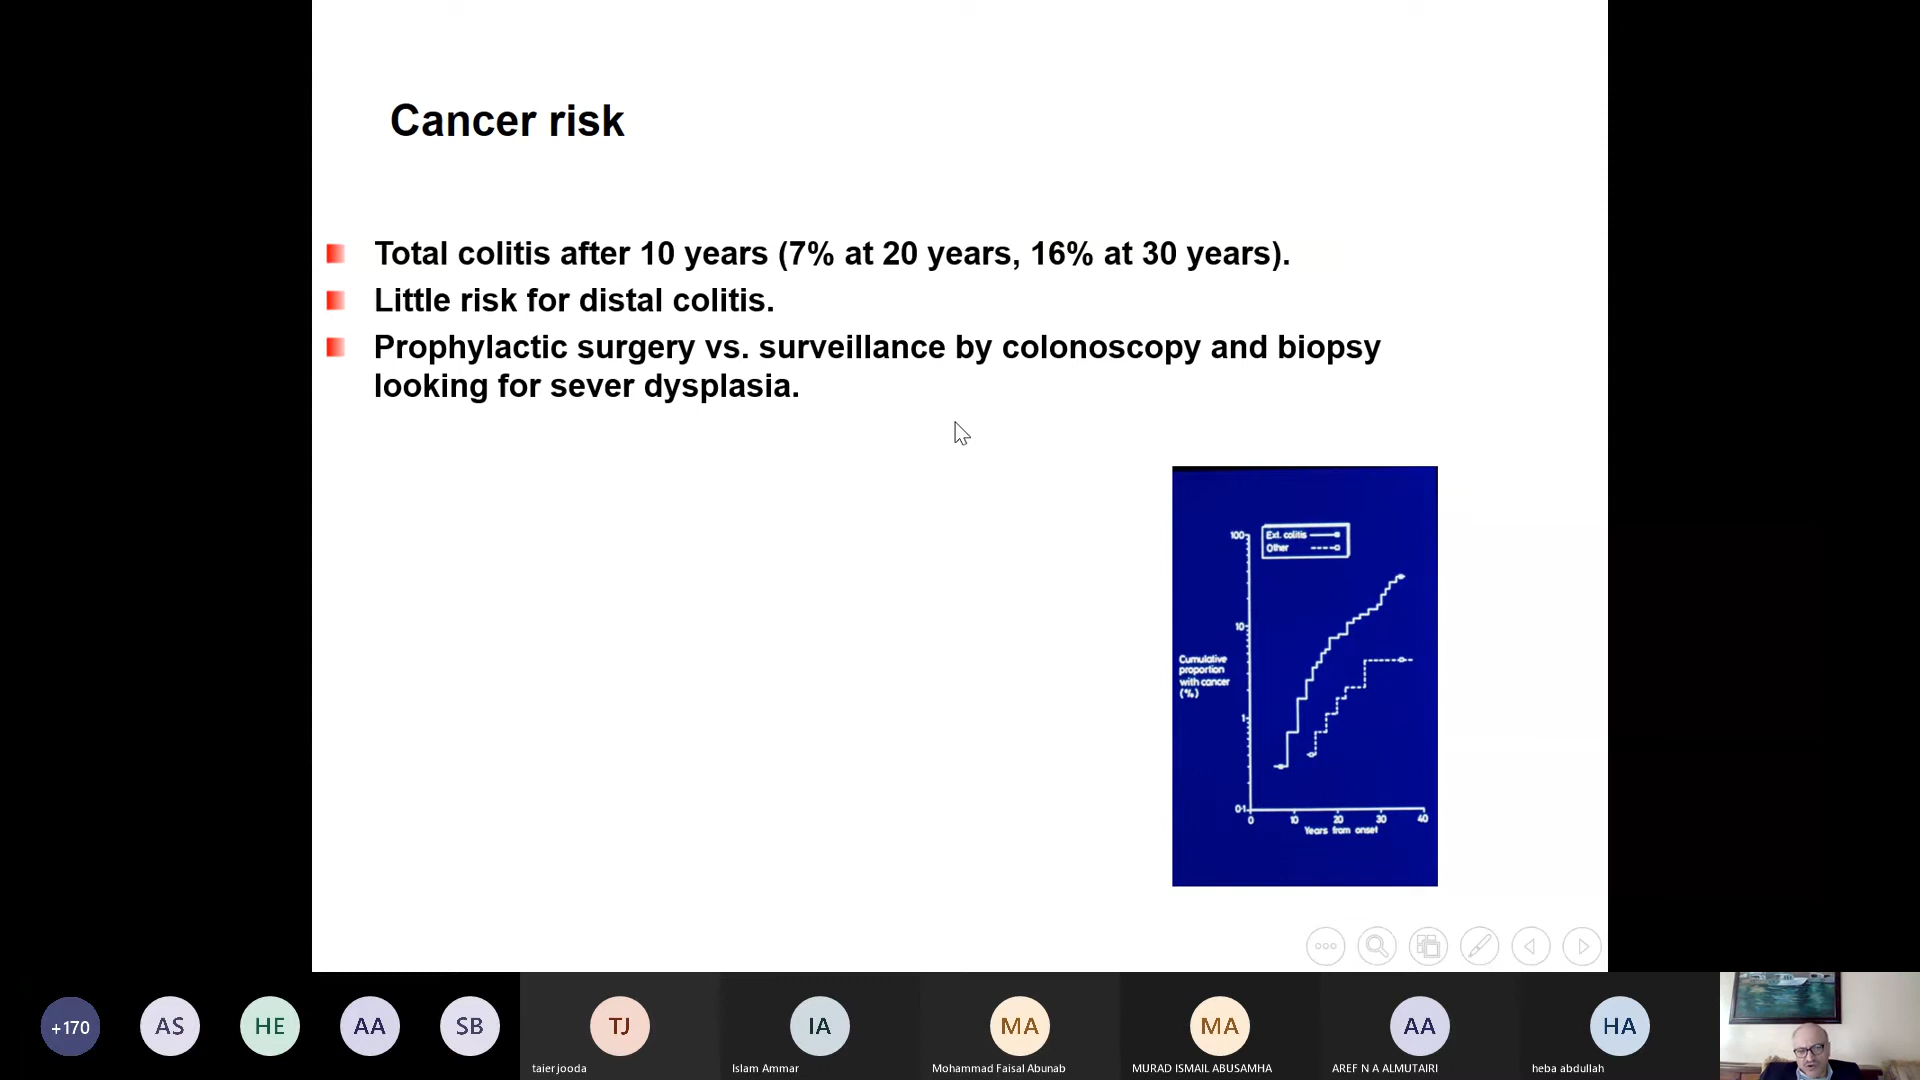 Cancer risk
Total colitis after 10 years (7% at 20 years, 16% at 30 years).
Little risk for distal colitis.
Prophylactic surgery vs. surveillance by colonoscopy and biopsy
looking for sever dysplasia.
Ext. colitis
Other
100
10
1
0·1
Cumulative
proportion
with cancer
(%)
0 10 20 30 40
Years from onset
+170 AS HE AA SB TJ IA MA MA AA HA
taier jooda Islam Ammar Mohammad Faisal Abunab MURAD ISMAIL ABUSAMHA AREF N A ALMUTAIRI heba abdullah